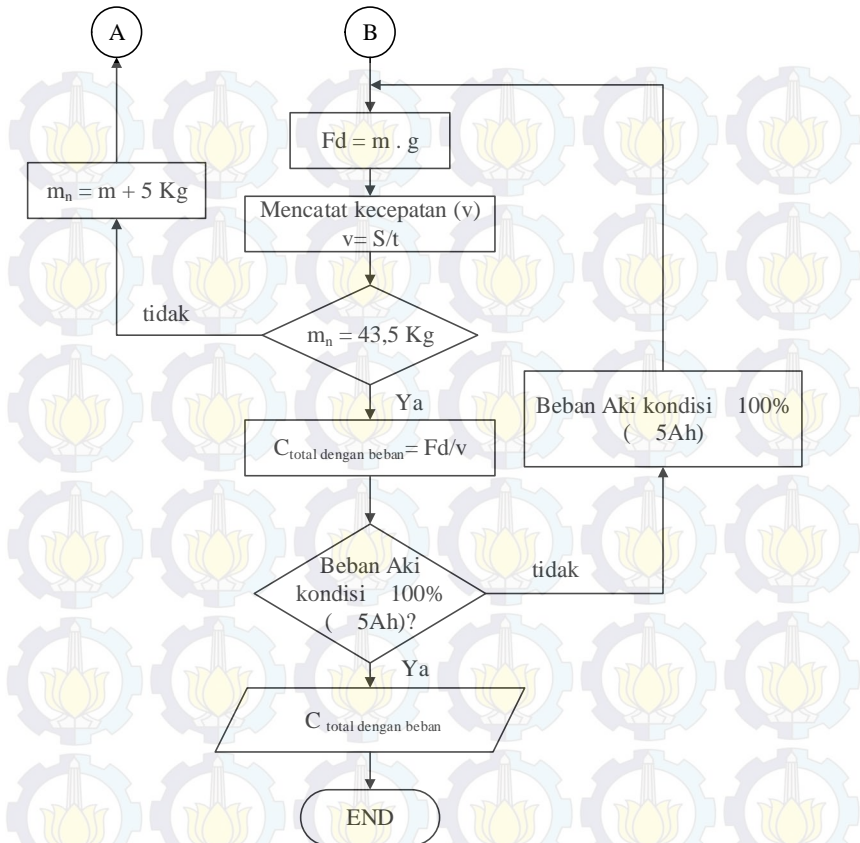 A
B
Fd = m . g
mₙ = m + 5 Kg
Mencatat kecepatan (v)
v= S/t
tidak
mₙ = 43,5 Kg
Ya
Beban Aki kondisi 100%
( 5Ah)
C total dengan beban = Fd/v
Beban Aki
kondisi 100%
( 5Ah)?
tidak
Ya
C total dengan beban
END